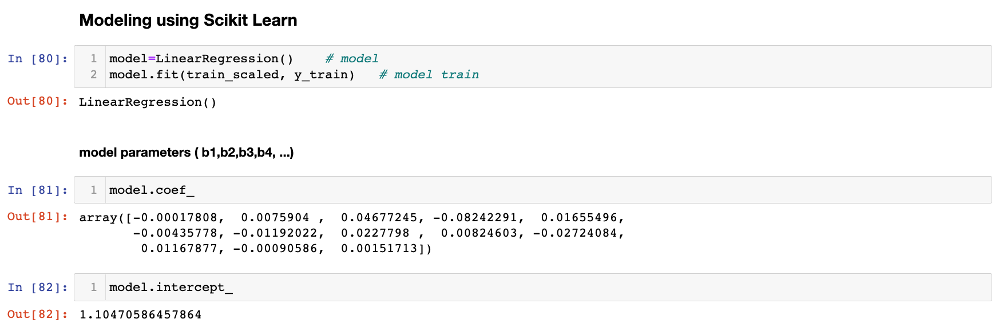 Modeling using Scikit Learn
In [80]:
1 model=LinearRegression()    # model
2 model.fit(train_scaled, y_train)   # model train
Out[80]: LinearRegression()
model parameters ( b1,b2,b3,b4, ...)
In [81]: 1 model.coef_
Out[81]: array([-0.00017808,  0.0075904 ,  0.04677245, -0.08242291,  0.01655496,
       -0.00435778, -0.01192022,  0.0227798 ,  0.00824603, -0.02724084,
        0.01167877, -0.00090586,  0.00151713])
In [82]: 1 model.intercept_
Out[82]: 1.10470586457864